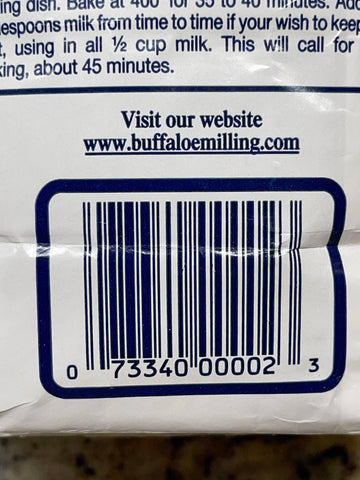 ing dish. Bake at 400° for 35 to 40 minutes. Add
espoons milk from time to time if your wish to keep
t, using in all ½ cup milk. This will call for
king, about 45 minutes.
Visit our website
www.buffaloemilling.com
0 73340 00002 3